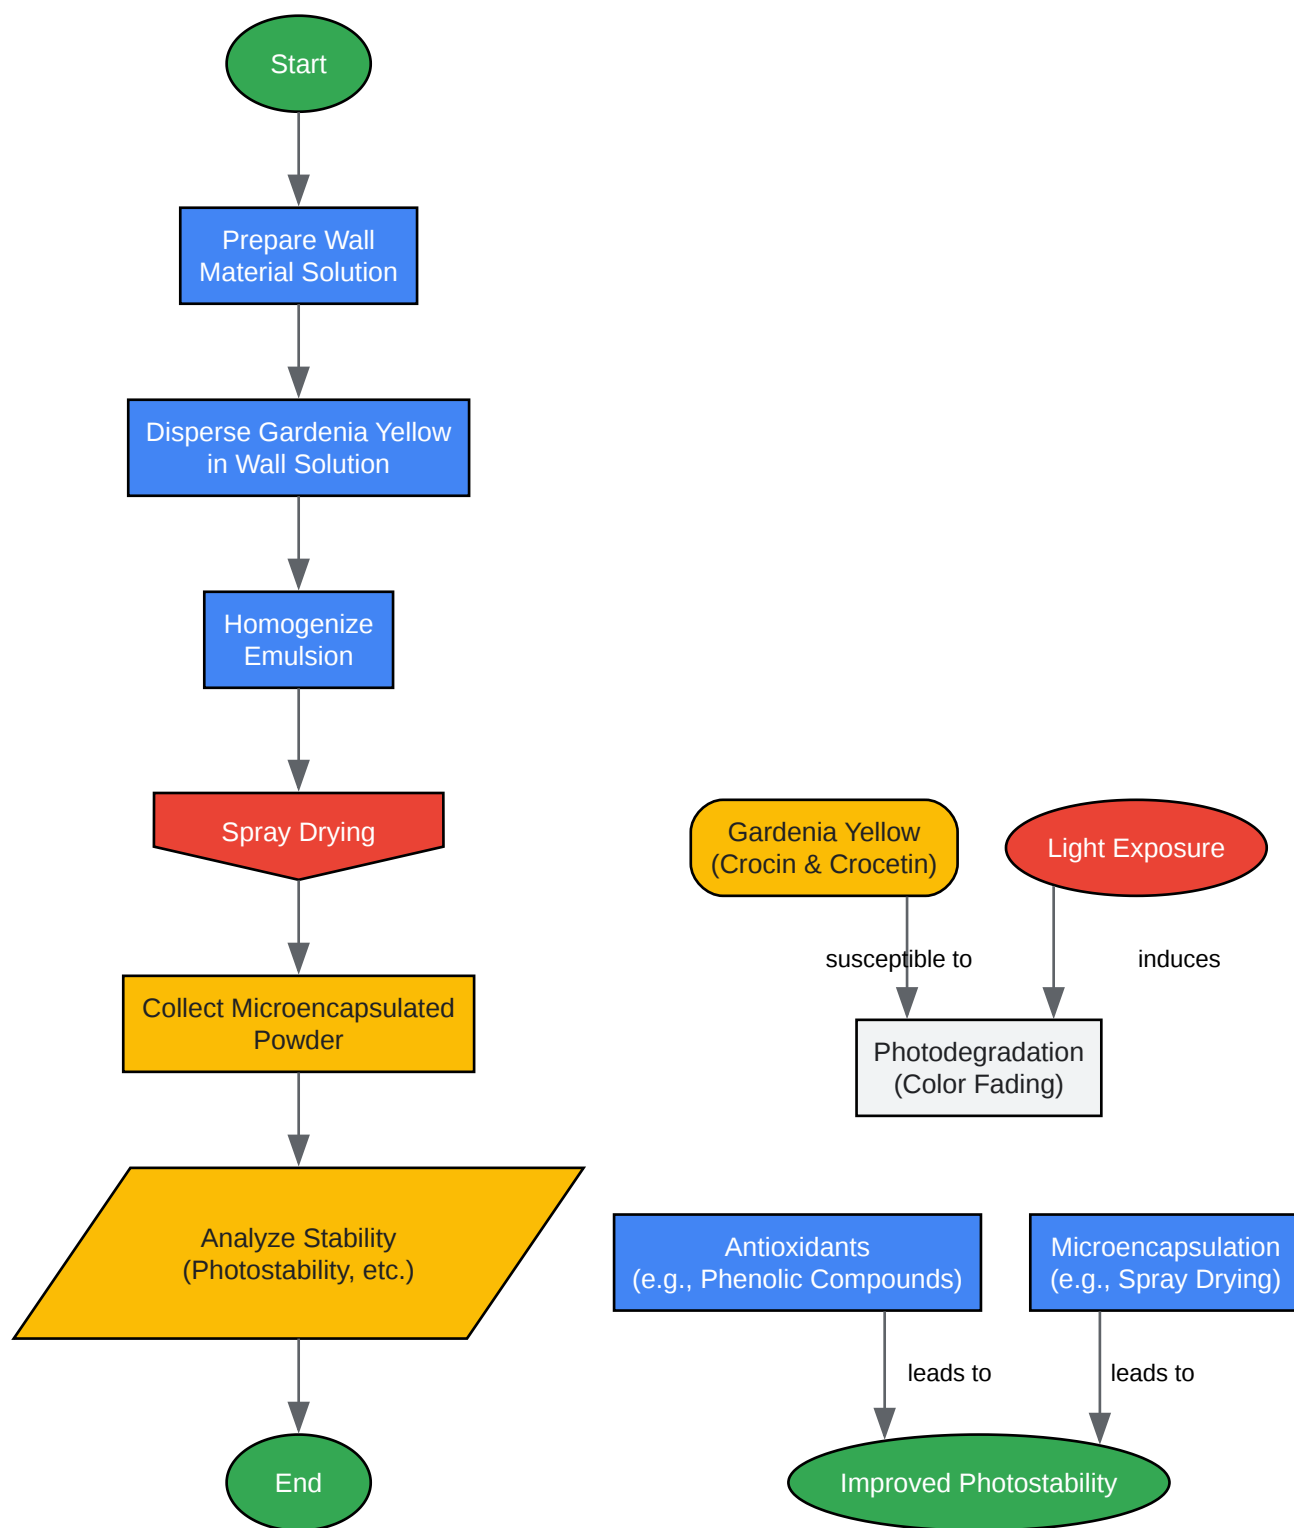 Start
Prepare Wall
Material Solution
Disperse Gardenia Yellow
in Wall Solution
Homogenize
Emulsion
Spray Drying
Collect Microencapsulated
Powder
Analyze Stability
(Photostability, etc.)
End
Gardenia Yellow
(Crocin & Crocetin)
Light Exposure
susceptible to
induces
Photodegradation
(Color Fading)
Antioxidants
(e.g., Phenolic Compounds)
Microencapsulation
(e.g., Spray Drying)
leads to
leads to
Improved Photostability